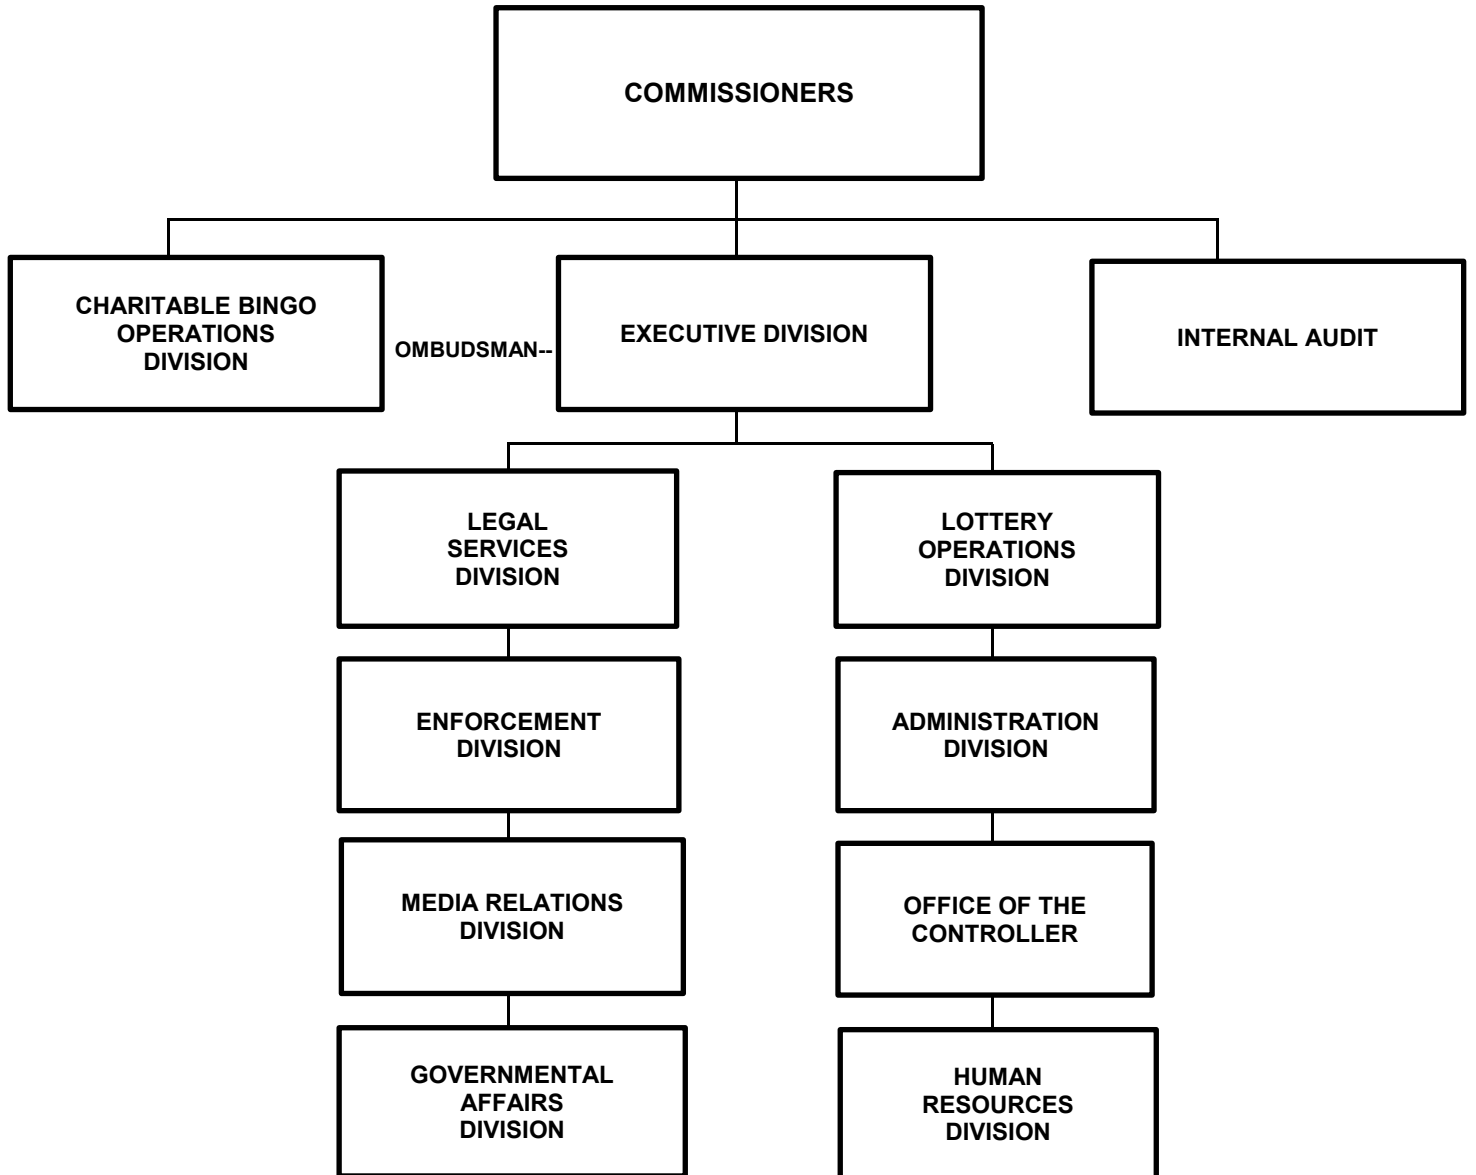 COMMISSIONERS
CHARITABLE BINGO
OPERATIONS
DIVISION
OMBUDSMAN--
EXECUTIVE DIVISION
INTERNAL AUDIT
LEGAL
SERVICES
DIVISION
LOTTERY
OPERATIONS
DIVISION
ENFORCEMENT
DIVISION
ADMINISTRATION
DIVISION
MEDIA RELATIONS
DIVISION
OFFICE OF THE
CONTROLLER
GOVERNMENTAL
AFFAIRS
DIVISION
HUMAN
RESOURCES
DIVISION